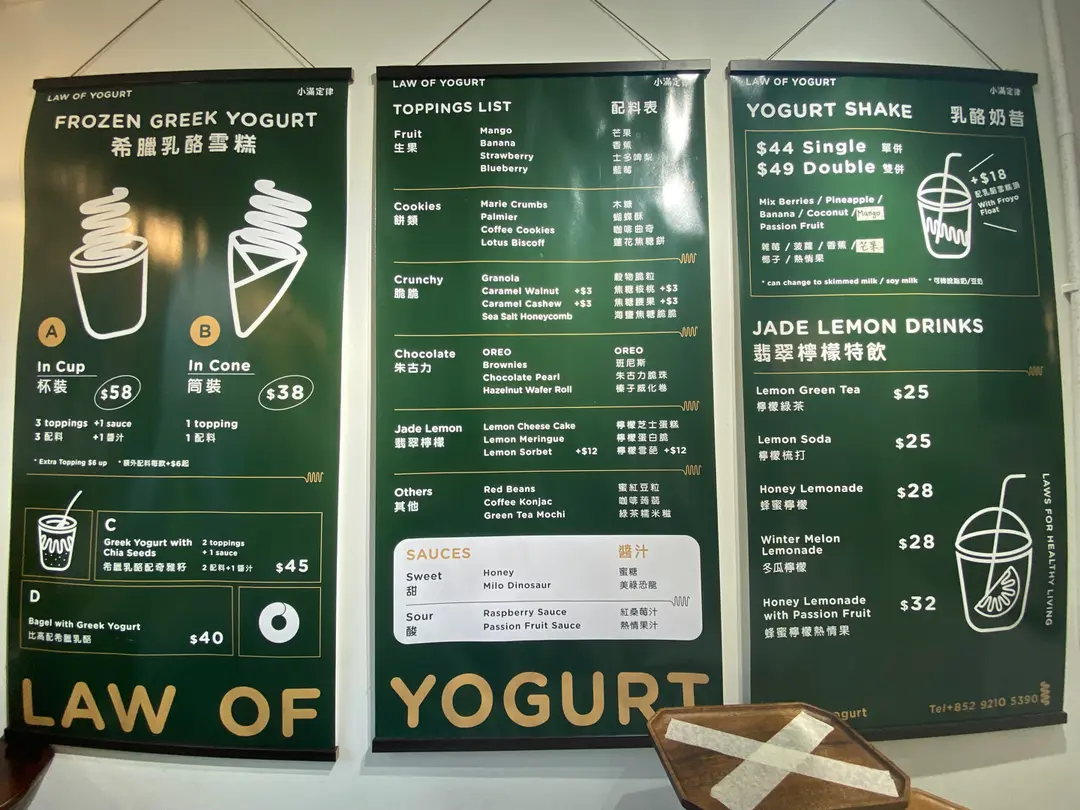 LAW OF YOGURT
小滿定律
FROZEN GREEK YOGURT
希臘乳酪雪糕
A
In Cup
杯裝
$58
3 toppings +1 sauce
3 配料 +1醬汁
B
In Cone
筒裝
$38
1 topping
1 配料
* Extra Topping $6 up * 額外配料每款+$6起
C
Greek Yogurt with
Chia Seeds
希臘乳酪配奇雅籽
2 toppings
+ 1 sauce
2 配料+1 醬汁
$45
D
Bagel with Greek Yogurt
比高配希臘乳酪
$40
LAW OF
LAW OF YOGURT
小滿定律
TOPPINGS LIST 配料表
Fruit
生果
Mango 芒果
Banana 香蕉
Strawberry 士多啤梨
Blueberry 藍莓
Cookies
餅類
Marie Crumbs 木糠
Palmier 蝴蝶酥
Coffee Cookies 咖啡曲奇
Lotus Biscoff 蓮花焦糖餅
Crunchy
脆脆
Granola 穀物脆粒
Caramel Walnut +$3 焦糖核桃 +$3
Caramel Cashew +$3 焦糖腰果 +$3
Sea Salt Honeycomb 海鹽焦糖脆脆
Chocolate
朱古力
OREO OREO
Brownies 班尼斯
Chocolate Pearl 朱古力脆珠
Hazelnut Wafer Roll 榛子威化卷
Jade Lemon
翡翠檸檬
Lemon Cheese Cake 檸檬芝士蛋糕
Lemon Meringue 檸檬蛋白脆
Lemon Sorbet +$12 檸檬雪葩 +$12
Others
其他
Red Beans 蜜紅豆粒
Coffee Konjac 咖啡蒟蒻
Green Tea Mochi 綠茶糯米糍
SAUCES 醬汁
Sweet
甜
Honey 蜜糖
Milo Dinosaur 美祿恐龍
Sour
酸
Raspberry Sauce 紅桑莓汁
Passion Fruit Sauce 熱情果汁
YOGURT
LAW OF YOGURT
小滿定律
YOGURT SHAKE 乳酪奶昔
$44 Single 單併
$49 Double 雙併
Mix Berries / Pineapple /
Banana / Coconut / Mango
Passion Fruit
雜莓 / 菠蘿 / 香蕉 / 芒果
椰子 / 熱情果
+$18
配乳酪雪糕
With Froyo
Float
* can change to skimmed milk / soy milk * 可轉脫脂奶/豆奶
JADE LEMON DRINKS
翡翠檸檬特飲
Lemon Green Tea $25
檸檬綠茶
Lemon Soda $25
檸檬梳打
Honey Lemonade $28
蜂蜜檸檬
Winter Melon
Lemonade $28
冬瓜檸檬
Honey Lemonade
with Passion Fruit $32
蜂蜜檸檬熱情果
LAWS FOR HEALTHY LIVING
ogurt
Tel+852 9210 5390